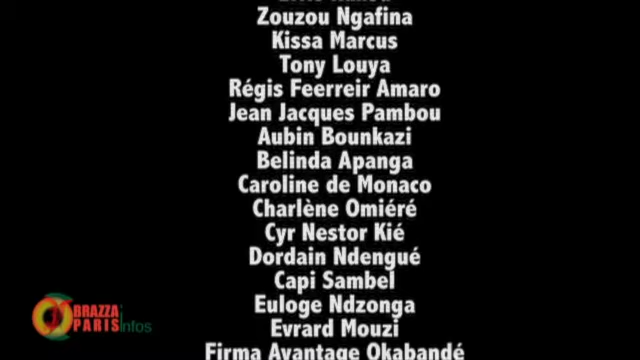 Zouzou Ngafina
Kissa Marcus
Tony Louya
Régis Feerreir Amaro
Jean Jacques Pambou
Aubin Bounkazi
Belinda Apanga
Caroline de Monaco
Charlène Omiéré
Cyr Nestor Kié
Dordain Ndengué
Capi Sambel
Euloge Ndzonga
Evrard Mouzi
Firma Avantage Okabandé
BRAZZA
PARIS infos